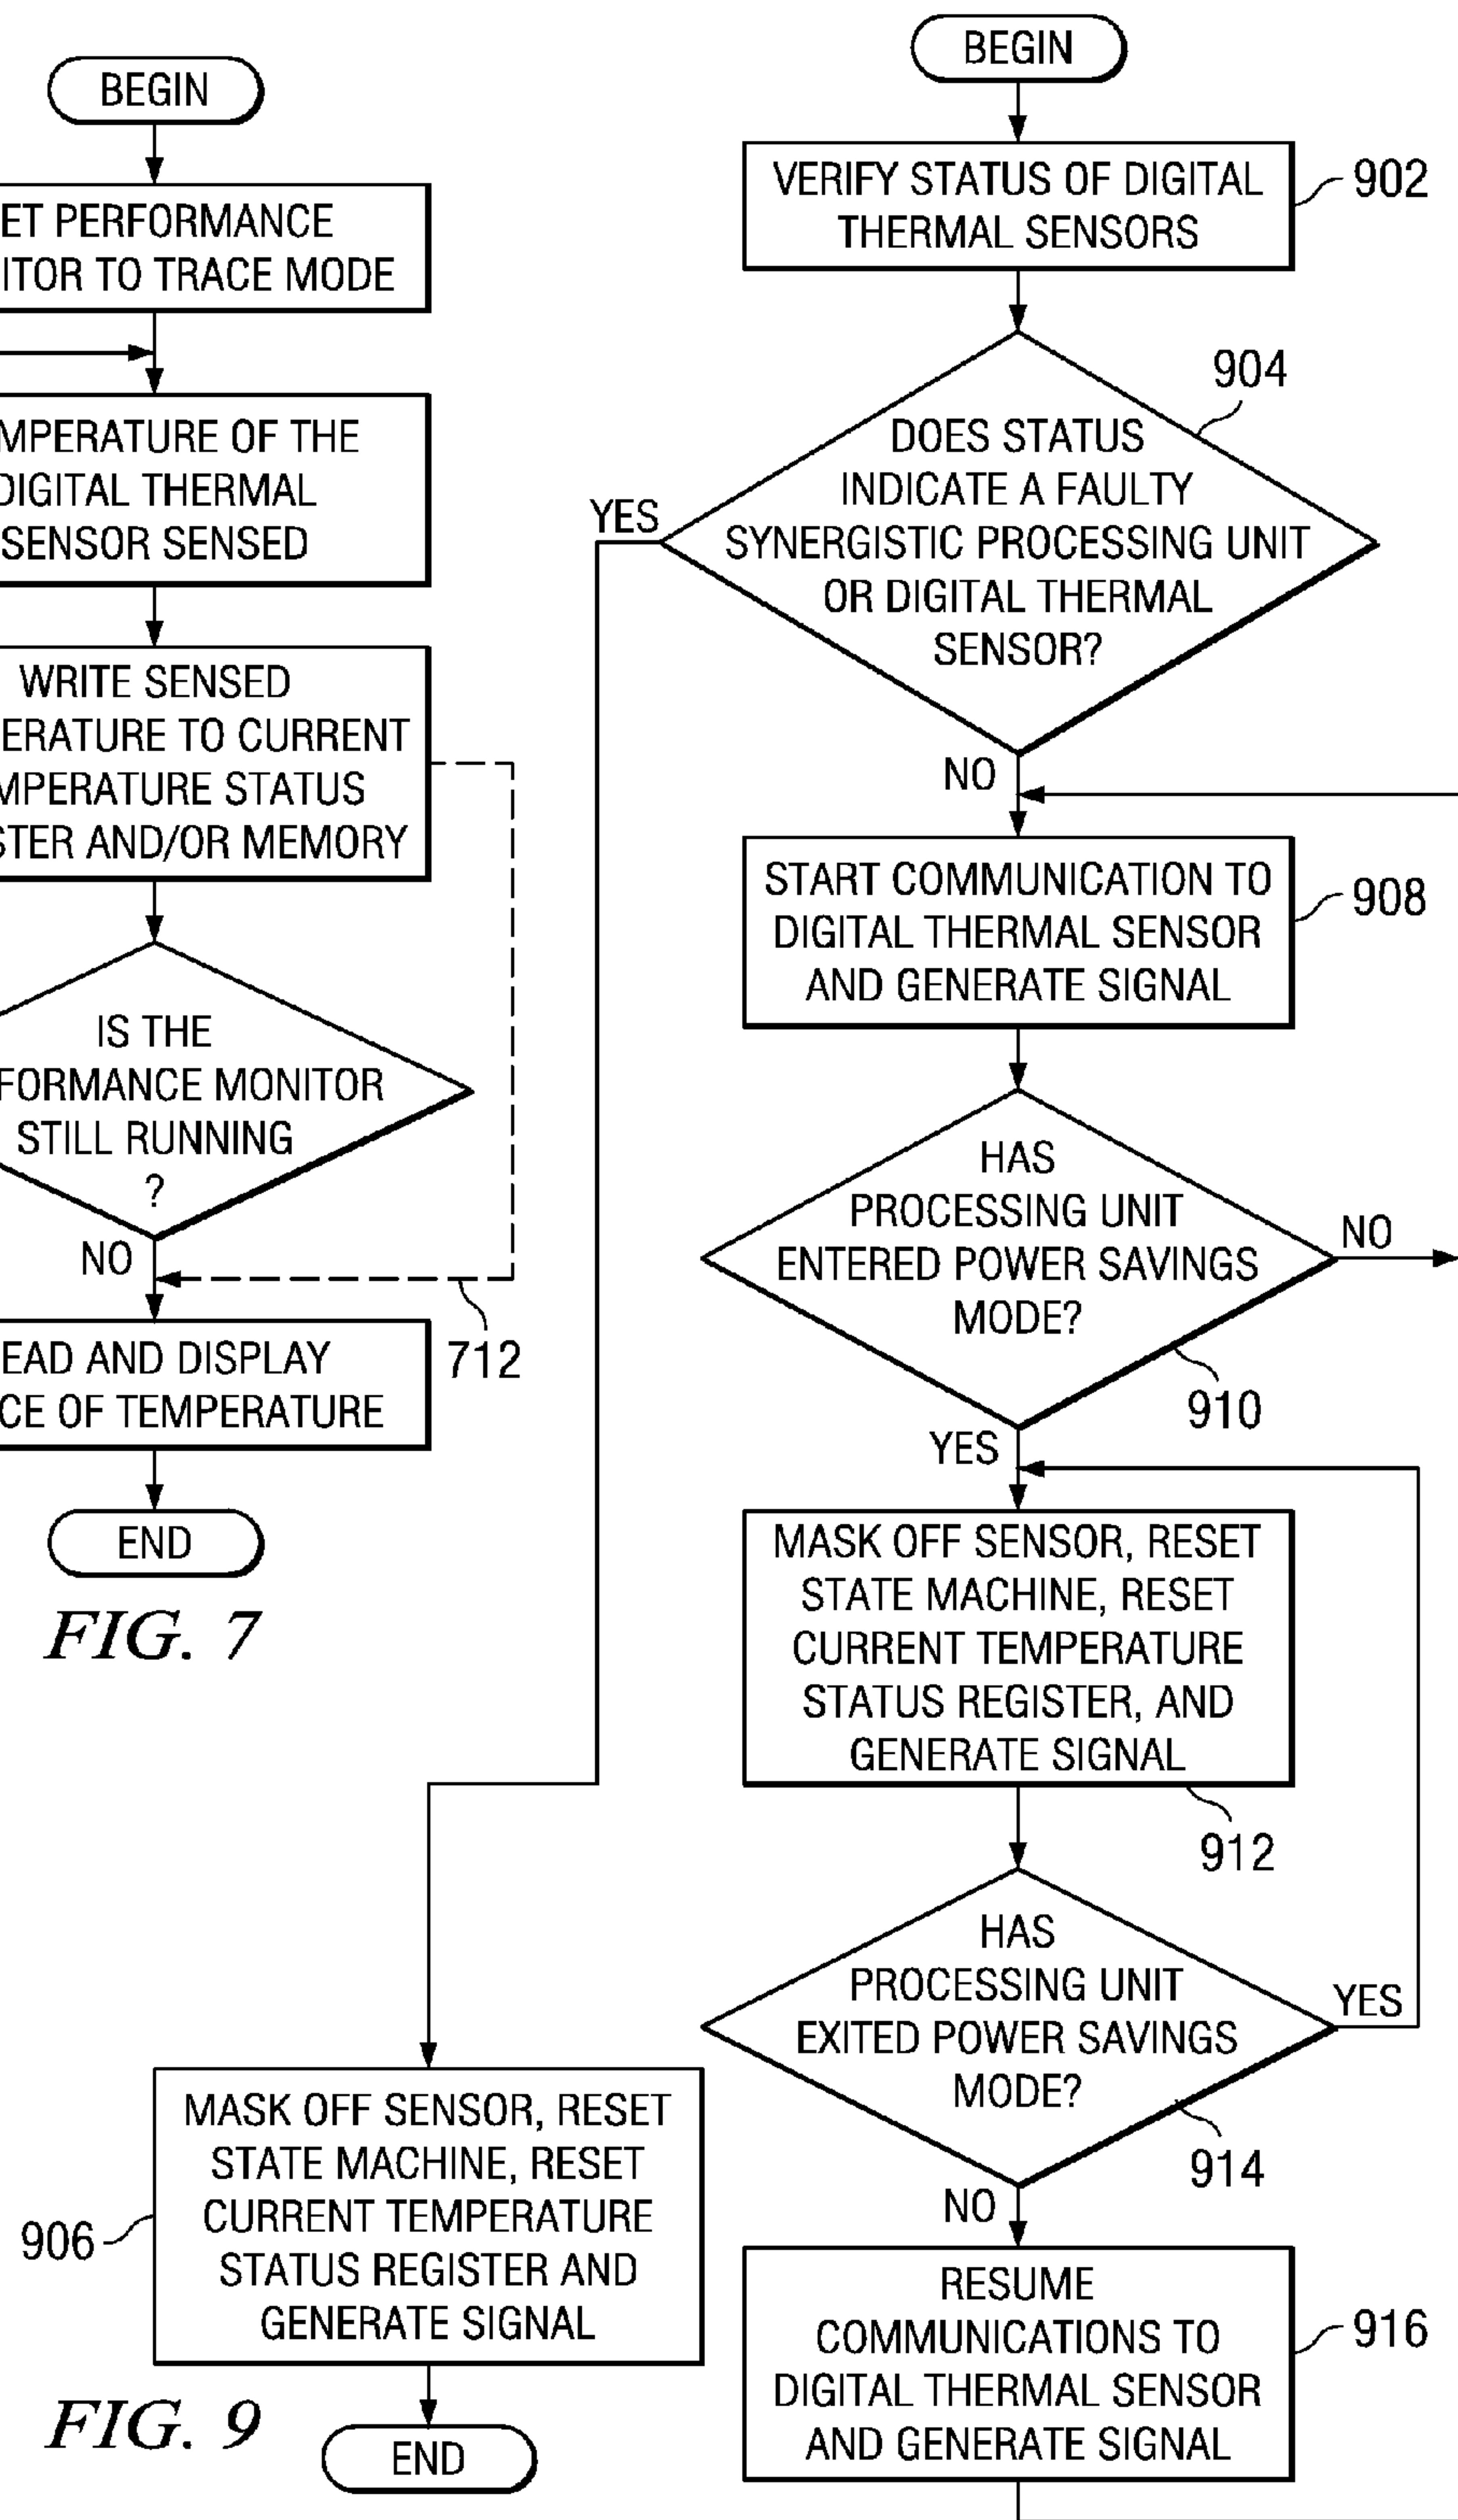 BEGIN
ET PERFORMANCE
ITOR TO TRACE MODE
MPERATURE OF THE
DIGITAL THERMAL
SENSOR SENSED
WRITE SENSED
ERATURE TO CURRENT
MPERATURE STATUS
STER AND/OR MEMORY
IS THE
FORMANCE MONITOR
STILL RUNNING
?
NO
712
EAD AND DISPLAY
CE OF TEMPERATURE
END
FIG. 7
BEGIN
VERIFY STATUS OF DIGITAL
THERMAL SENSORS
902
904
DOES STATUS
INDICATE A FAULTY
SYNERGISTIC PROCESSING UNIT
OR DIGITAL THERMAL
SENSOR?
YES
NO
START COMMUNICATION TO
DIGITAL THERMAL SENSOR
AND GENERATE SIGNAL
908
HAS
PROCESSING UNIT
ENTERED POWER SAVINGS
MODE?
NO
910
YES
MASK OFF SENSOR, RESET
STATE MACHINE, RESET
CURRENT TEMPERATURE
STATUS REGISTER, AND
GENERATE SIGNAL
912
HAS
PROCESSING UNIT
EXITED POWER SAVINGS
MODE?
YES
914
NO
RESUME
COMMUNICATIONS TO
DIGITAL THERMAL SENSOR
AND GENERATE SIGNAL
916
MASK OFF SENSOR, RESET
STATE MACHINE, RESET
CURRENT TEMPERATURE
STATUS REGISTER AND
GENERATE SIGNAL
906
END
FIG. 9